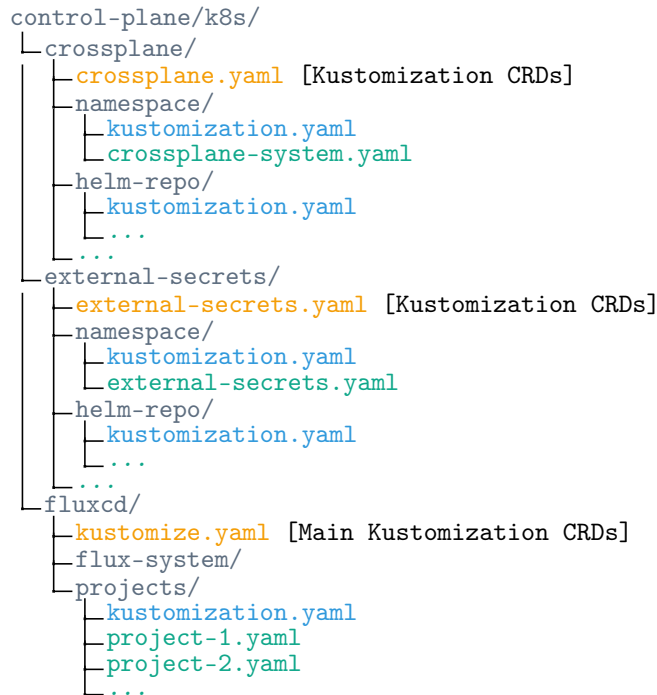 control-plane/k8s/
crossplane/
crossplane.yaml [Kustomization CRDs]
namespace/
kustomization.yaml
crossplane-system.yaml
helm-repo/
kustomization.yaml
...
...
external-secrets/
external-secrets.yaml [Kustomization CRDs]
namespace/
kustomization.yaml
external-secrets.yaml
helm-repo/
kustomization.yaml
...
...
fluxcd/
kustomize.yaml [Main Kustomization CRDs]
flux-system/
projects/
kustomization.yaml
project-1.yaml
project-2.yaml
...